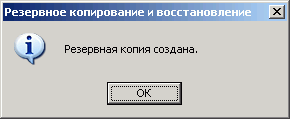 Резервное копирование и восстановление
Резервная копия создана.
OK